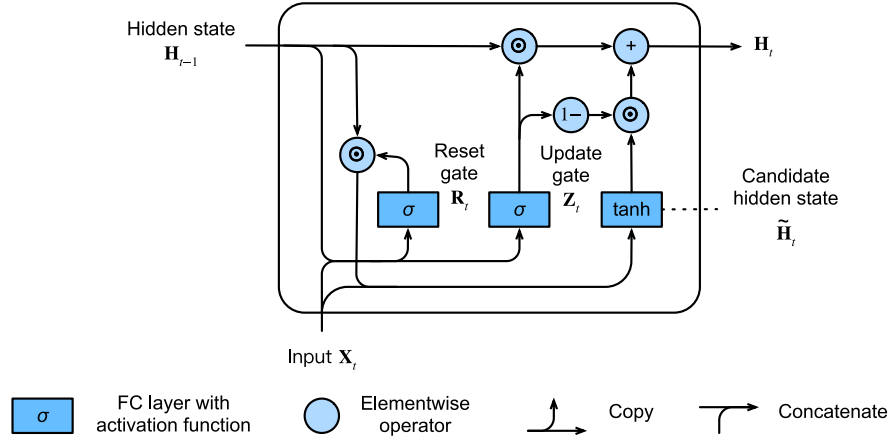 Hidden state
H_{t−1}
⊙
+
H_t
1−
⊙
⊙
Reset
gate
R_t
Update
gate
Z_t
Candidate
hidden state
H̃_t
σ
σ
tanh
Input X_t
σ
FC layer with
activation function
Elementwise
operator
Copy
Concatenate